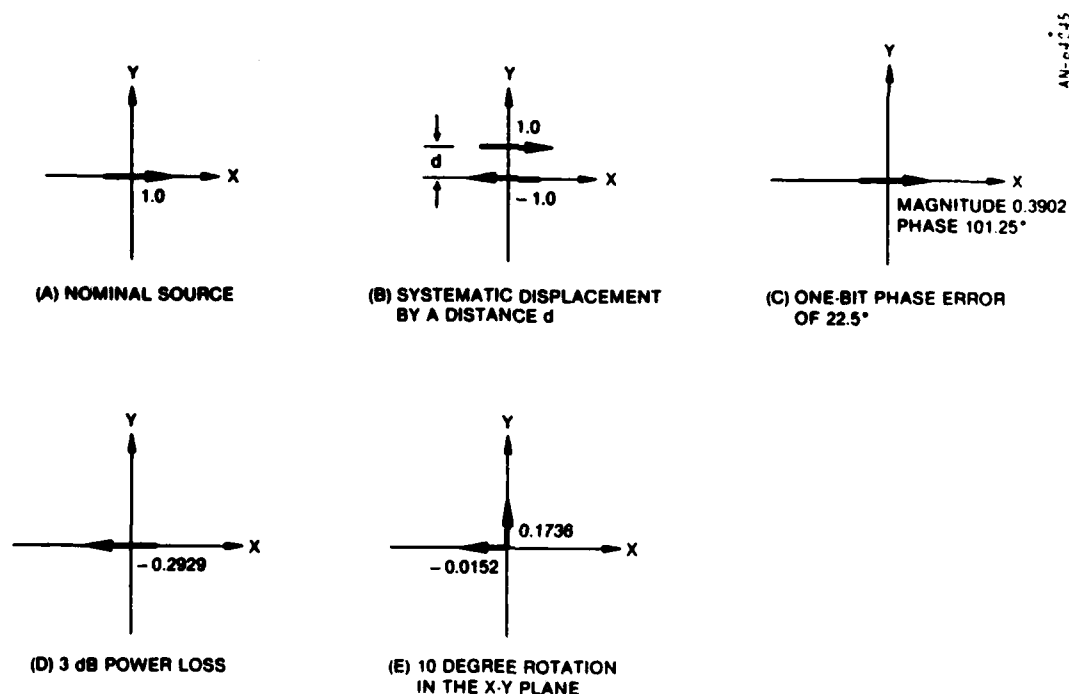 Y
X
1.0
(A) NOMINAL SOURCE
Y
1.0
d
X
– 1.0
(B) SYSTEMATIC DISPLACEMENT
BY A DISTANCE d
Y
X
MAGNITUDE 0.3902
PHASE 101.25°
(C) ONE-BIT PHASE ERROR
OF 22.5°
Y
X
– 0.2929
(D) 3 dB POWER LOSS
Y
0.1736
X
– 0.0152
(E) 10 DEGREE ROTATION
IN THE X-Y PLANE